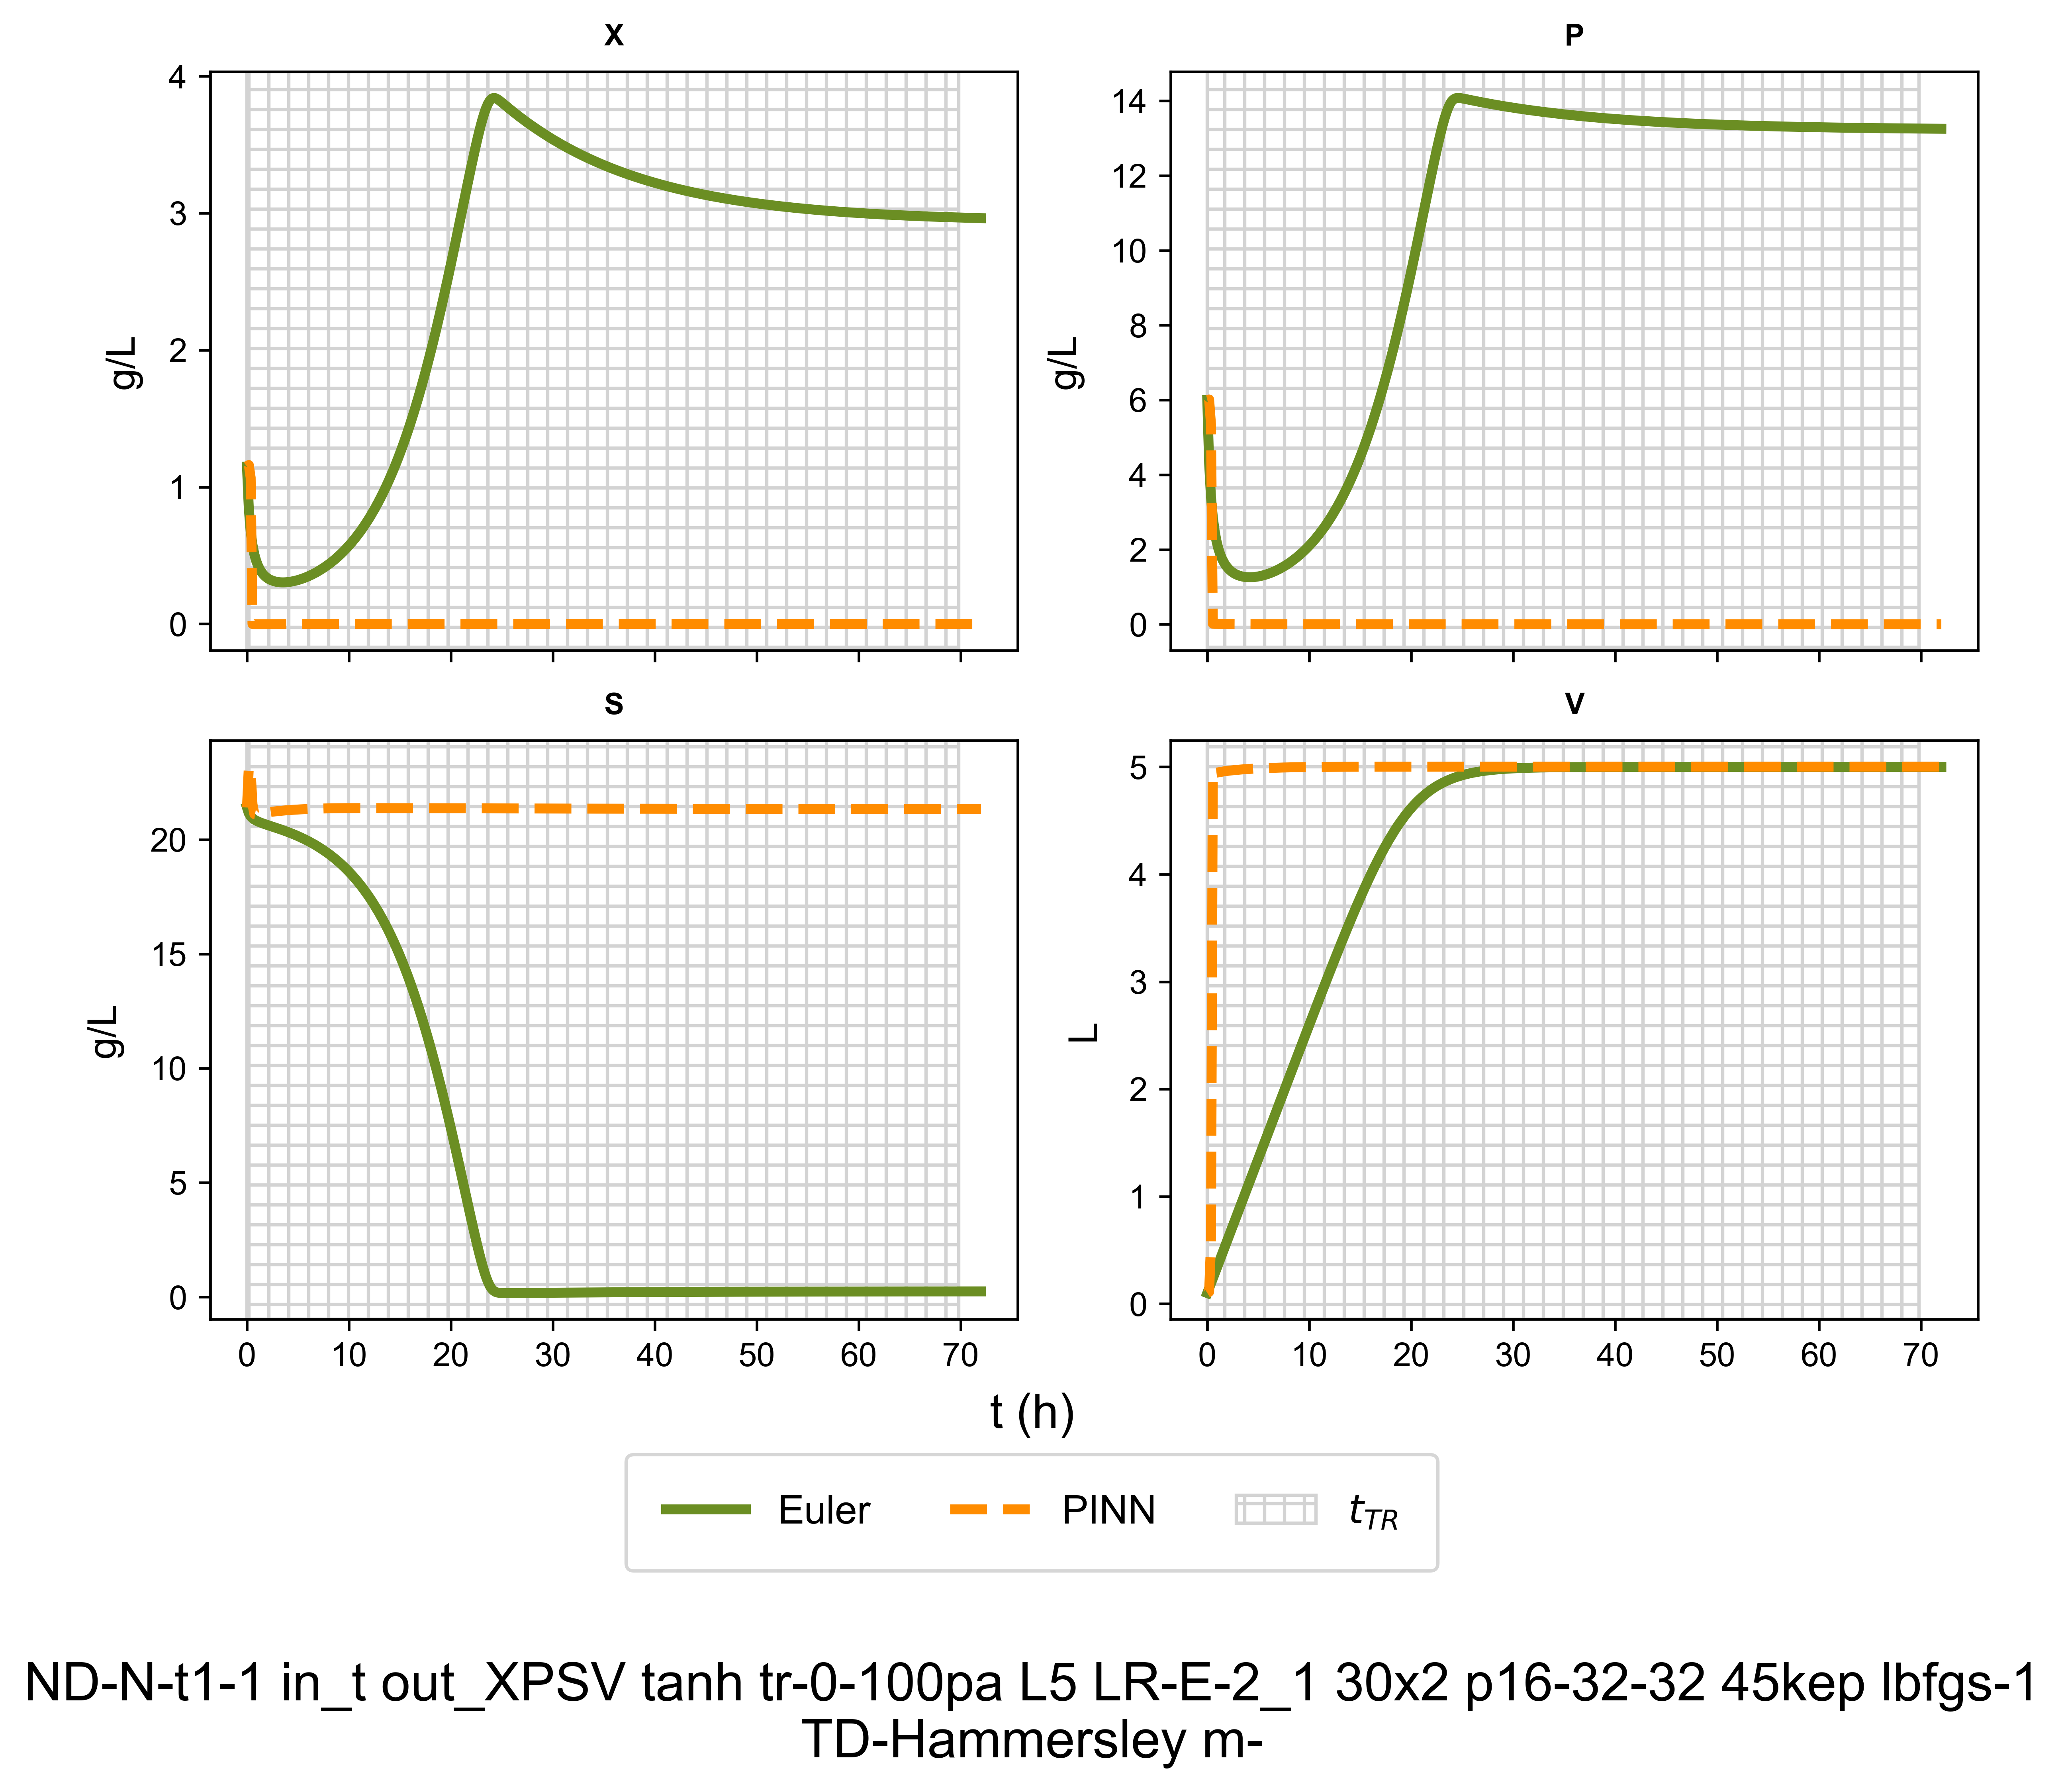 X
P
4
3
2
1
0
g/L
14
12
10
8
6
4
2
0
g/L
S
V
20
15
10
5
0
g/L
5
4
3
2
1
0
L
0 10 20 30 40 50 60 70
0 10 20 30 40 50 60 70
t (h)
Euler PINN t_TR
ND-N-t1-1 in_t out_XPSV tanh tr-0-100pa L5 LR-E-2_1 30x2 p16-32-32 45kep lbfgs-1
TD-Hammersley m-